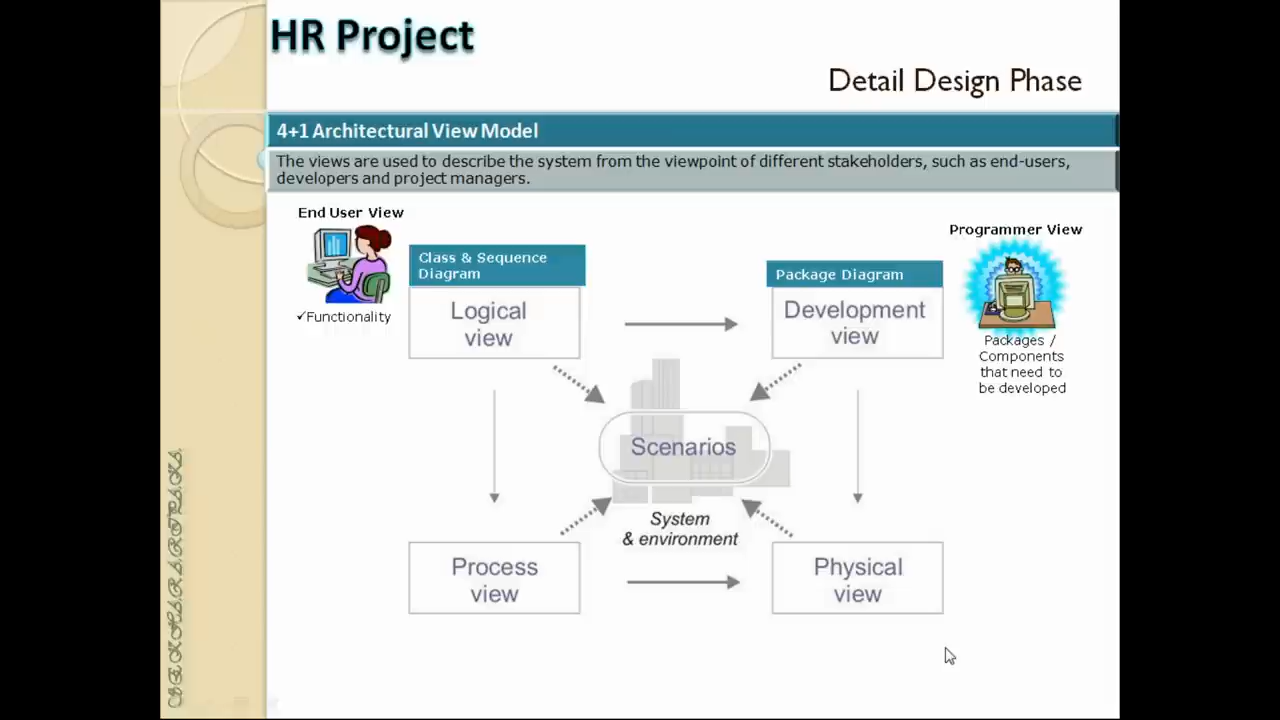 HR Project
Detail Design Phase
4+1 Architectural View Model
The views are used to describe the system from the viewpoint of different stakeholders, such as end-users,
developers and project managers.
End User View
✓Functionality
Class & Sequence
Diagram
Logical
view
Package Diagram
Development
view
Programmer View
Packages /
Components
that need to
be developed
Scenarios
System
& environment
Process
view
Physical
view